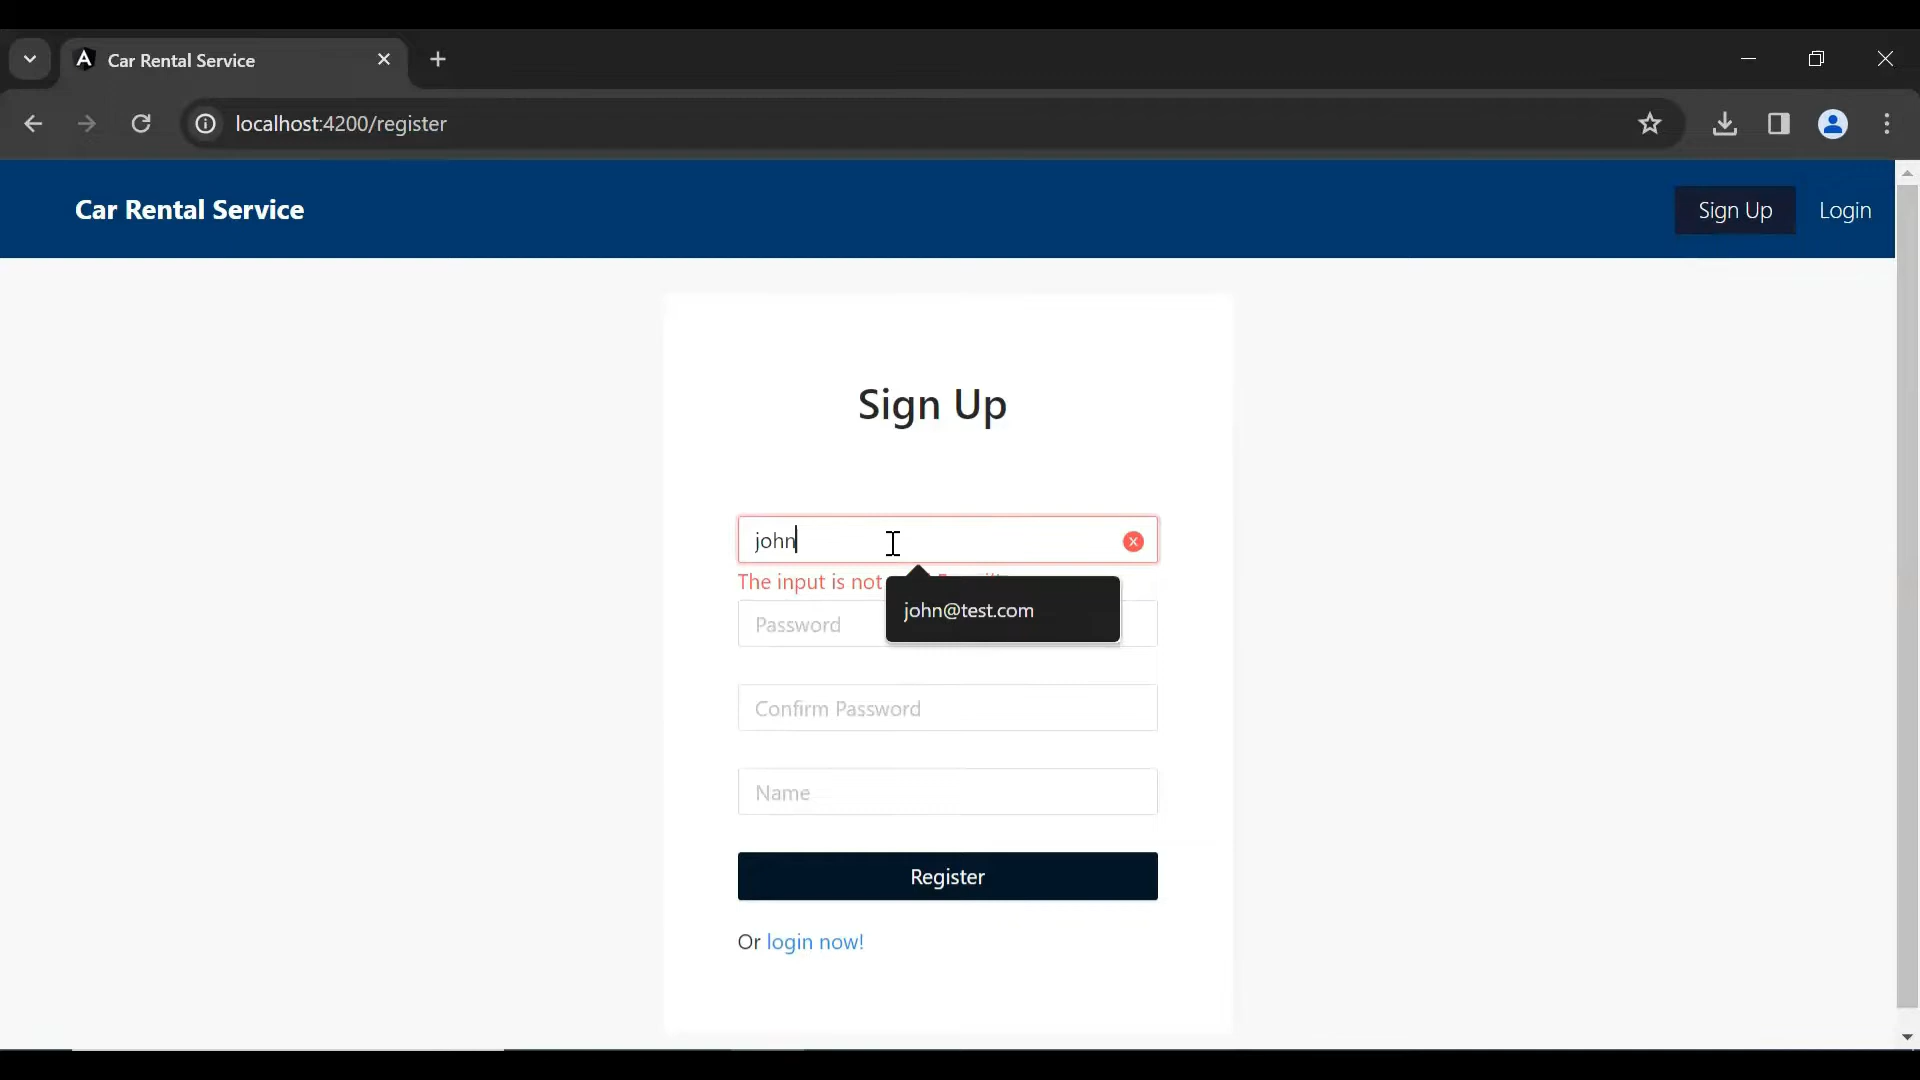 Car Rental Service
localhost:4200/register
Car Rental Service
Sign Up
Login
Sign Up
john
The input is not
john@test.com
Password
Confirm Password
Name
Register
Or login now!